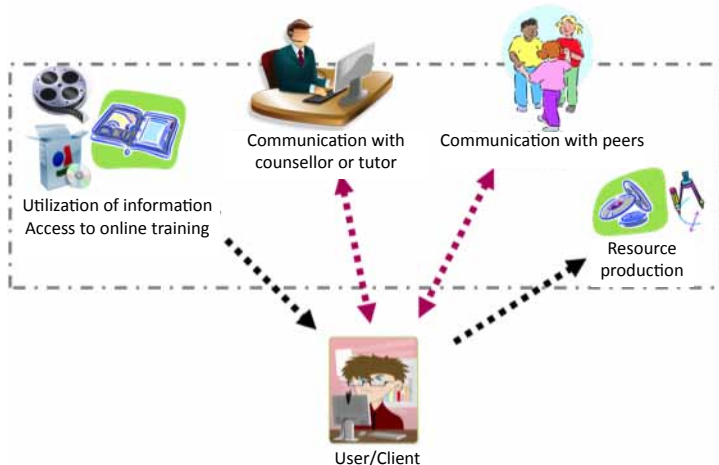 Communication with
counsellor or tutor
Communication with peers
Utilization of information
Access to online training
Resource
production
User/Client